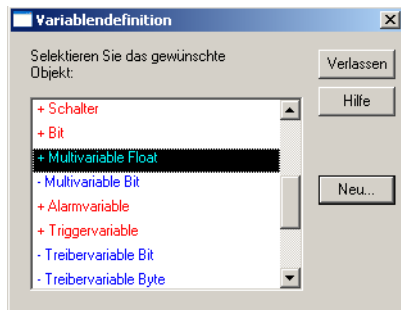 Variablendefinition
Selektieren Sie das gewünschte
Objekt:
Verlassen
Hilfe
+ Schalter
+ Bit
+ Multivariable Float
- Multivariable Bit
Neu...
+ Alarmvariable
+ Triggervariable
- Treibervariable Bit
- Treibervariable Byte